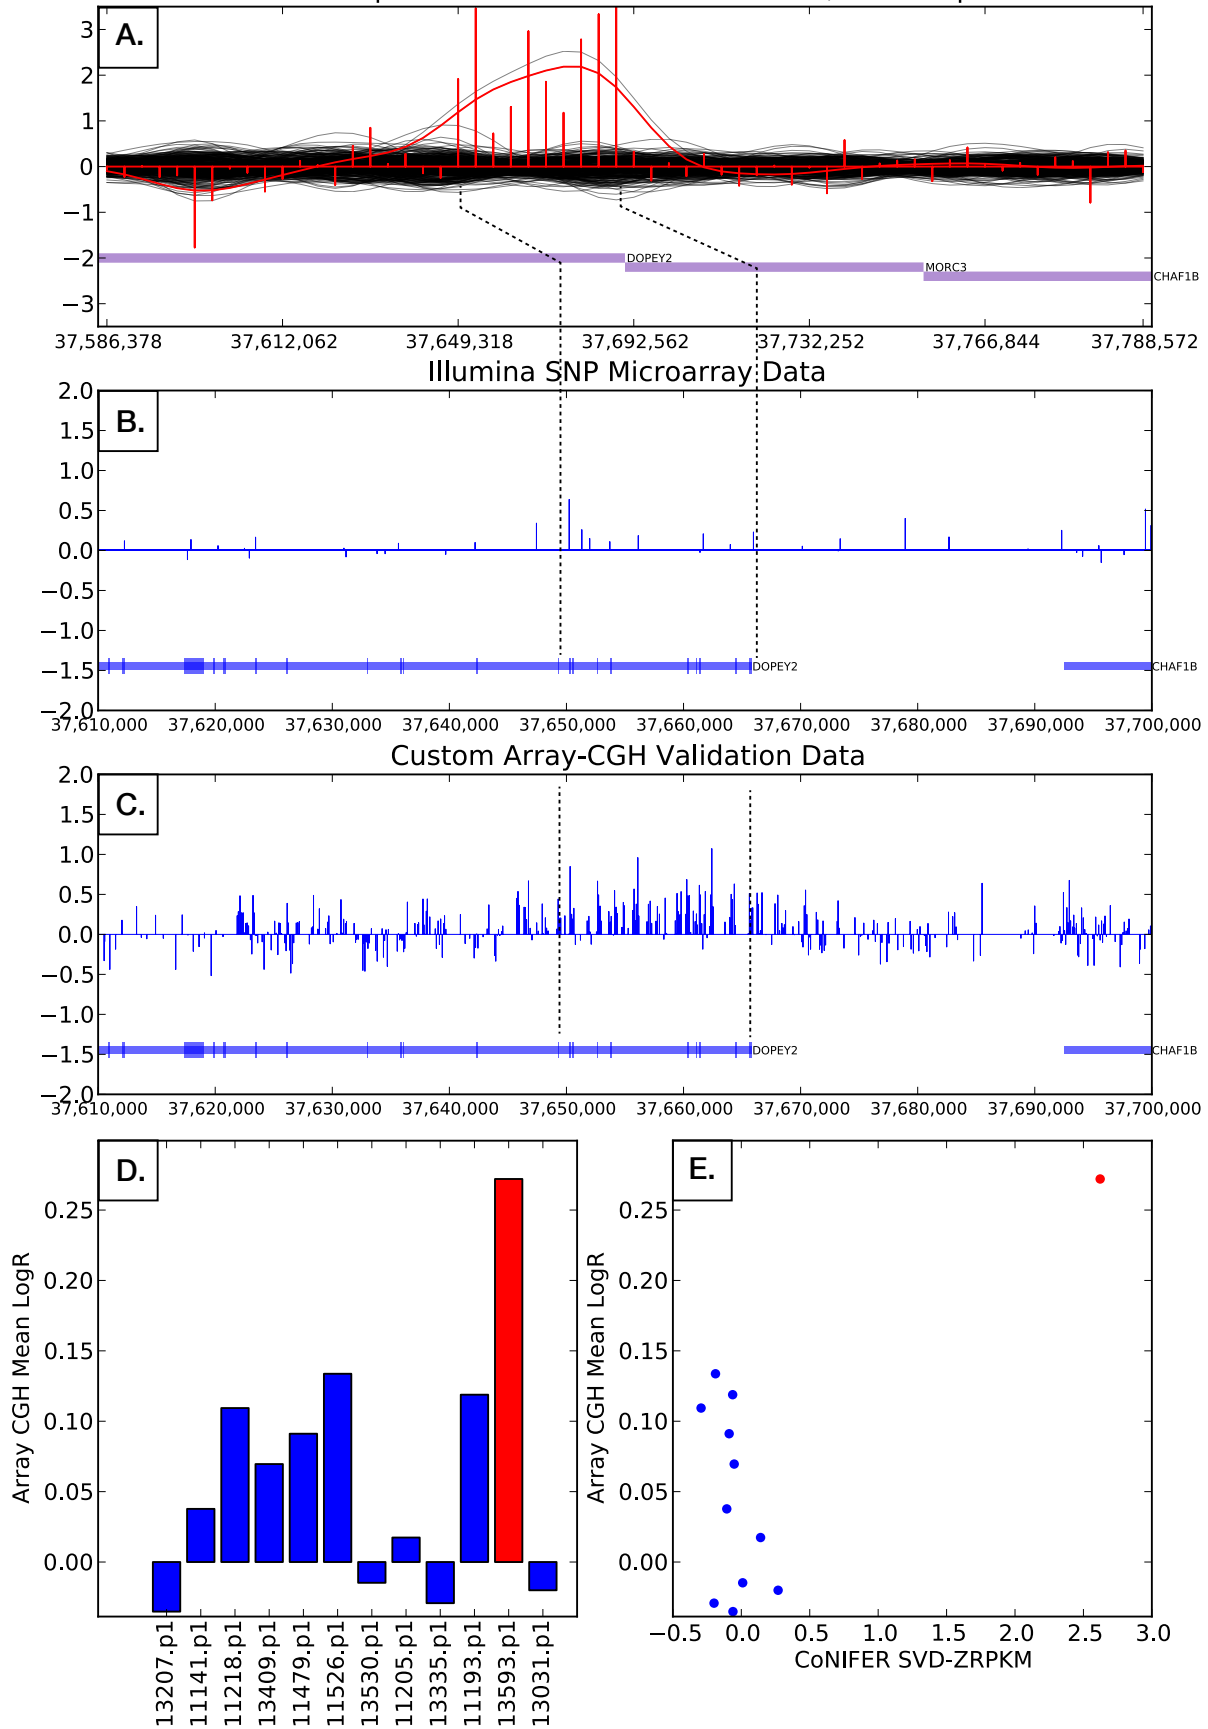 A.
3
2
1
0
−1
−2
−3
DOPEY2
MORC3
CHAF1B
37,586,378 37,612,062 37,649,318 37,692,562 37,732,252 37,766,844 37,788,572
Illumina SNP Microarray Data
B.
2.0
1.5
1.0
0.5
0.0
−0.5
−1.0
−1.5
−2.0
DOPEY2 CHAF1B
37,610,000 37,620,000 37,630,000 37,640,000 37,650,000 37,660,000 37,670,000 37,680,000 37,690,000 37,700,000
Custom Array-CGH Validation Data
C.
2.0
1.5
1.0
0.5
0.0
−0.5
−1.0
−1.5
−2.0
DOPEY2 CHAF1B
37,610,000 37,620,000 37,630,000 37,640,000 37,650,000 37,660,000 37,670,000 37,680,000 37,690,000 37,700,000
D.
Array CGH Mean LogR
0.25
0.20
0.15
0.10
0.05
0.00
13207.p1
11141.p1
11218.p1
13409.p1
11479.p1
11526.p1
13530.p1
11205.p1
13335.p1
11193.p1
13593.p1
13031.p1
E.
Array CGH Mean LogR
0.25
0.20
0.15
0.10
0.05
0.00
−0.5 0.0 0.5 1.0 1.5 2.0 2.5 3.0
CoNIFER SVD-ZRPKM